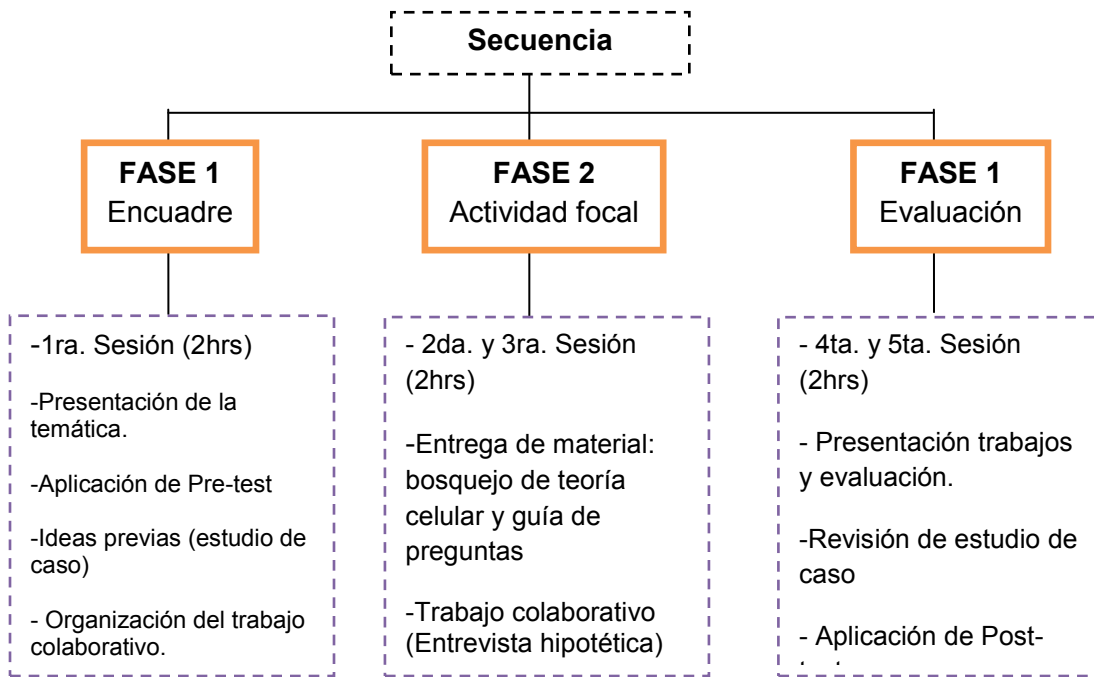 Secuencia
FASE 1
Encuadre
-1ra. Sesión (2hrs)
-Presentación de la
temática.
-Aplicación de Pre-test
-Ideas previas (estudio de
caso)
- Organización del trabajo
colaborativo.
FASE 2
Actividad focal
- 2da. y 3ra. Sesión
(2hrs)
-Entrega de material:
bosquejo de teoría
celular y guía de
preguntas
-Trabajo colaborativo
(Entrevista hipotética)
FASE 1
Evaluación
- 4ta. y 5ta. Sesión
(2hrs)
- Presentación trabajos
y evaluación.
-Revisión de estudio de
caso
- Aplicación de Post-